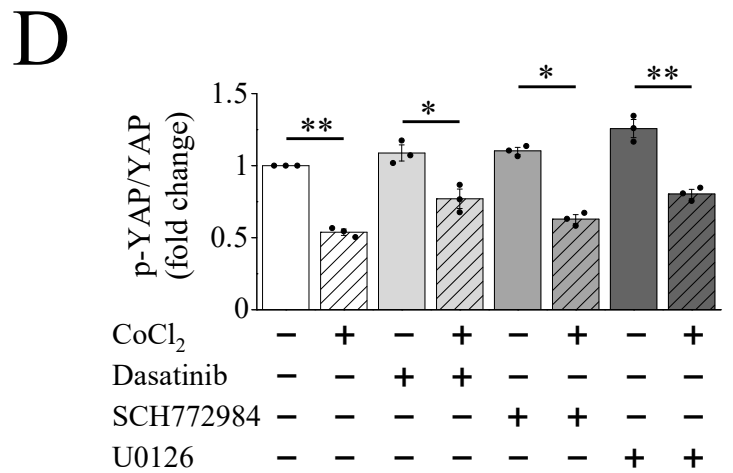 D
p-YAP/YAP
(fold change)
1.5
1
0.5
0
** * * **
CoCl₂ − + − + − + − +
Dasatinib − − + + − − − −
SCH772984 − − − − + + − −
U0126 − − − − − − + +